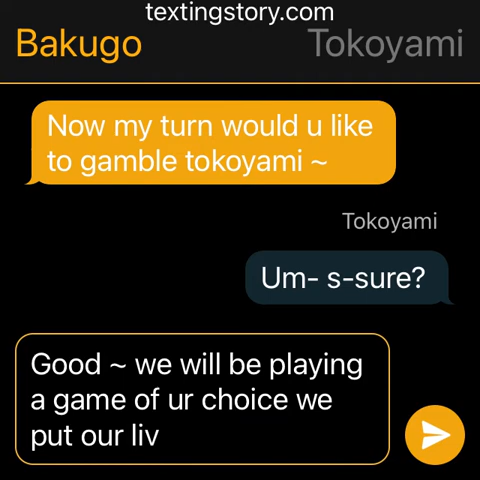 textingstory.com
Bakugo
Tokoyami
Now my turn would u like
to gamble tokoyami ~
Tokoyami
Um- s-sure?
Good ~ we will be playing
a game of ur choice we
put our liv